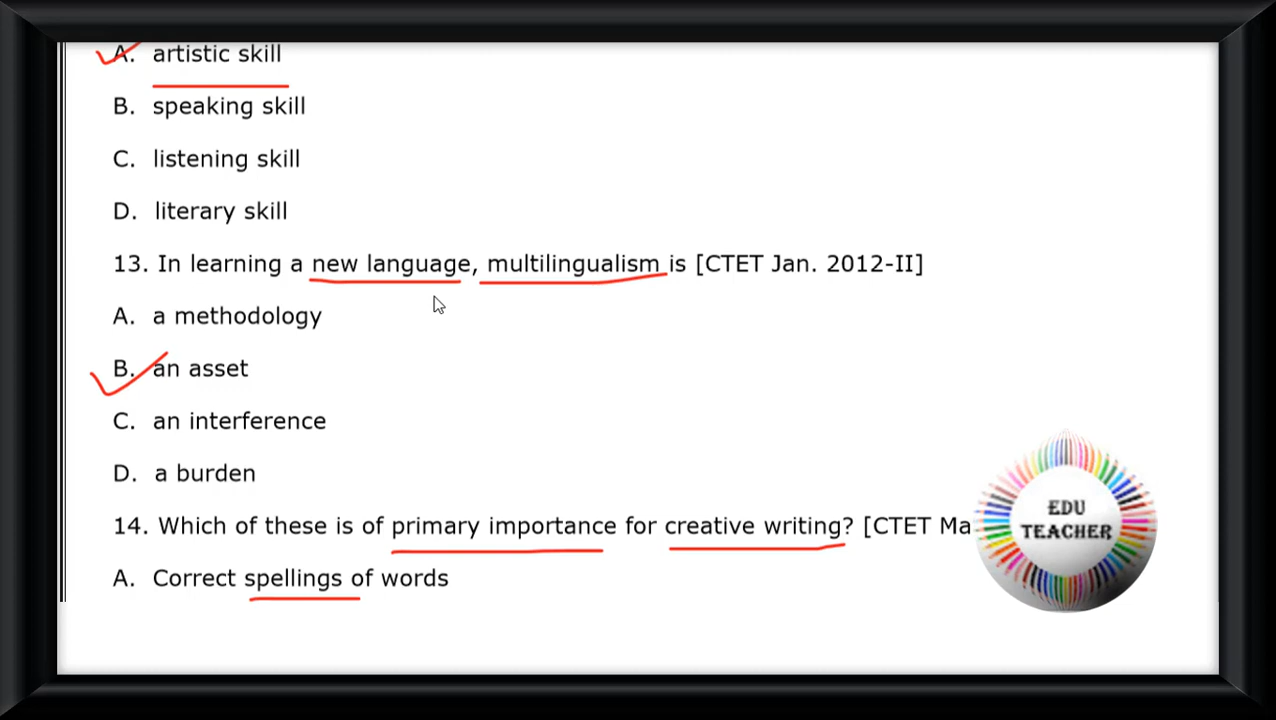 A. artistic skill
B. speaking skill
C. listening skill
D. literary skill
13. In learning a new language, multilingualism is [CTET Jan. 2012-II]
A. a methodology
B. an asset
C. an interference
D. a burden
14. Which of these is of primary importance for creative writing? [CTET Ma
A. Correct spellings of words
EDU
TEACHER